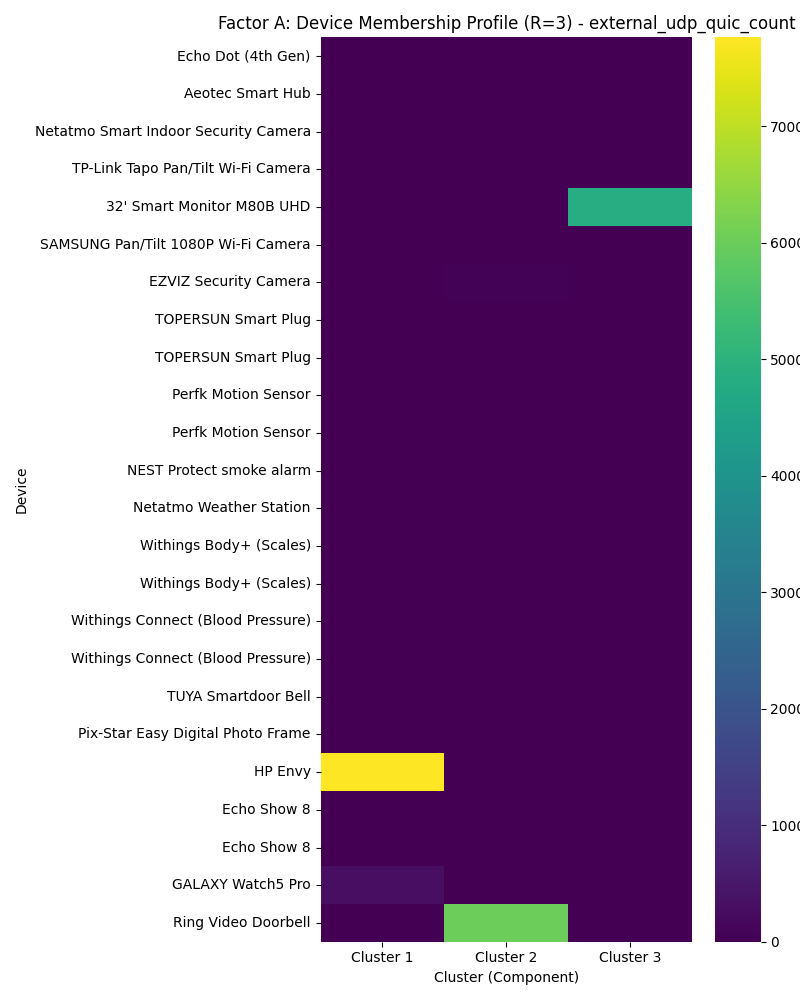 Factor A: Device Membership Profile (R=3) - external_udp_quic_count
Echo Dot (4th Gen)
Aeotec Smart Hub
Netatmo Smart Indoor Security Camera
TP-Link Tapo Pan/Tilt Wi-Fi Camera
32' Smart Monitor M80B UHD
SAMSUNG Pan/Tilt 1080P Wi-Fi Camera
EZVIZ Security Camera
TOPERSUN Smart Plug
TOPERSUN Smart Plug
Perfk Motion Sensor
Perfk Motion Sensor
NEST Protect smoke alarm
Netatmo Weather Station
Withings Body+ (Scales)
Withings Body+ (Scales)
Withings Connect (Blood Pressure)
Withings Connect (Blood Pressure)
TUYA Smartdoor Bell
Pix-Star Easy Digital Photo Frame
HP Envy
Echo Show 8
Echo Show 8
GALAXY Watch5 Pro
Ring Video Doorbell
Device
Cluster 1
Cluster 2
Cluster 3
Cluster (Component)
7000
6000
5000
4000
3000
2000
1000
0